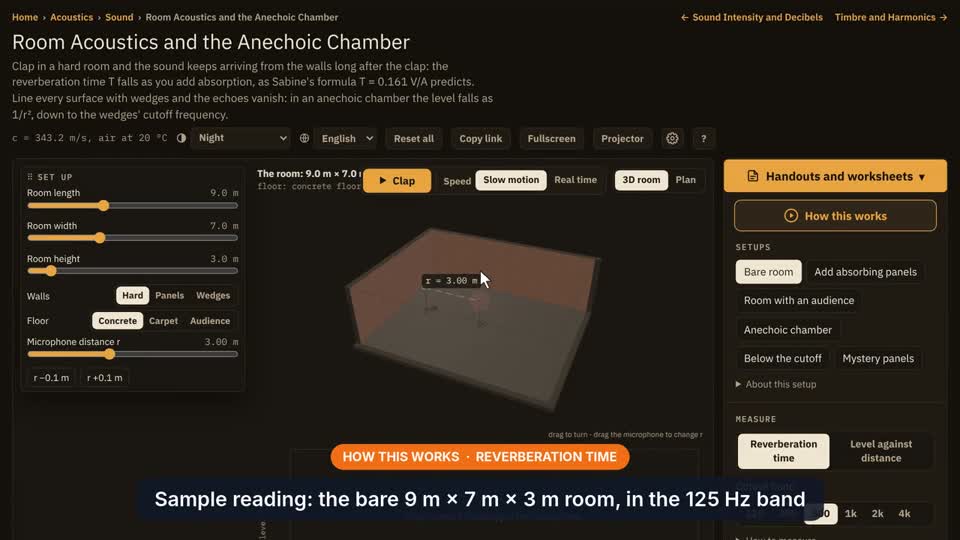 Home › Acoustics › Sound › Room Acoustics and the Anechoic Chamber
← Sound Intensity and Decibels Timbre and Harmonics →
Room Acoustics and the Anechoic Chamber
Clap in a hard room and the sound keeps arriving from the walls long after the clap: the
reverberation time T falls as you add absorption, as Sabine's formula T = 0.161 V/A predicts.
Line every surface with wedges and the echoes vanish: in an anechoic chamber the level falls as
1/r², down to the wedges' cutoff frequency.
c = 343.2 m/s, air at 20 °C Night English Reset all Copy link Fullscreen Projector ?
SET UP
Room length 9.0 m
Room width 7.0 m
Room height 3.0 m
Walls Hard Panels Wedges
Floor Concrete Carpet Audience
Microphone distance r 3.00 m
r −0.1 m r +0.1 m
The room: 9.0 m × 7.0
floor: concrete floor
Clap Speed Slow motion Real time 3D room Plan
r = 3.00 m
drag to turn · drag the microphone to change r
HOW THIS WORKS · REVERBERATION TIME
Sample reading: the bare 9 m × 7 m × 3 m room, in the 125 Hz band
Handouts and worksheets ▾
How this works
SETUPS
Bare room Add absorbing panels
Room with an audience
Anechoic chamber
Below the cutoff Mystery panels
About this setup
MEASURE
Reverberation time
Level against distance
1k 2k 4k